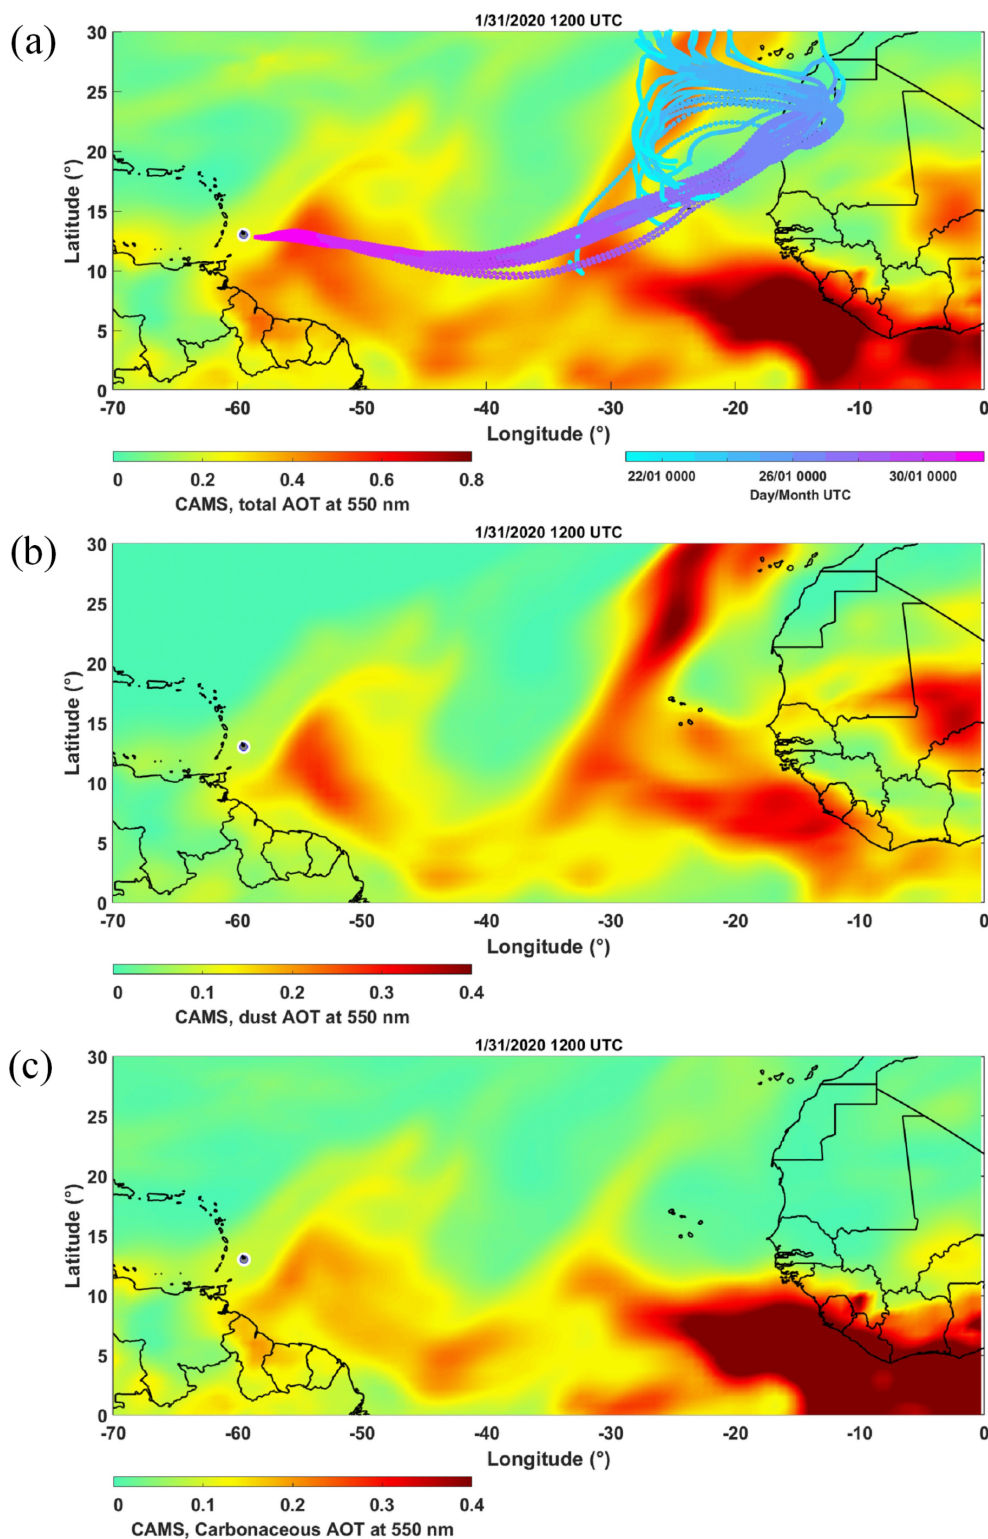 (a)
1/31/2020 1200 UTC
30
25
20
15
10
5
0
Latitude (°)
-70 -60 -50 -40 -30 -20 -10 0
Longitude (°)
0 0.2 0.4 0.6 0.8
CAMS, total AOT at 550 nm
22/01 0000 26/01 0000 30/01 0000
Day/Month UTC
(b)
1/31/2020 1200 UTC
30
25
20
15
10
5
0
Latitude (°)
-70 -60 -50 -40 -30 -20 -10 0
Longitude (°)
0 0.1 0.2 0.3 0.4
CAMS, dust AOT at 550 nm
(c)
1/31/2020 1200 UTC
30
25
20
15
10
5
0
Latitude (°)
-70 -60 -50 -40 -30 -20 -10 0
Longitude (°)
0 0.1 0.2 0.3 0.4
CAMS, Carbonaceous AOT at 550 nm